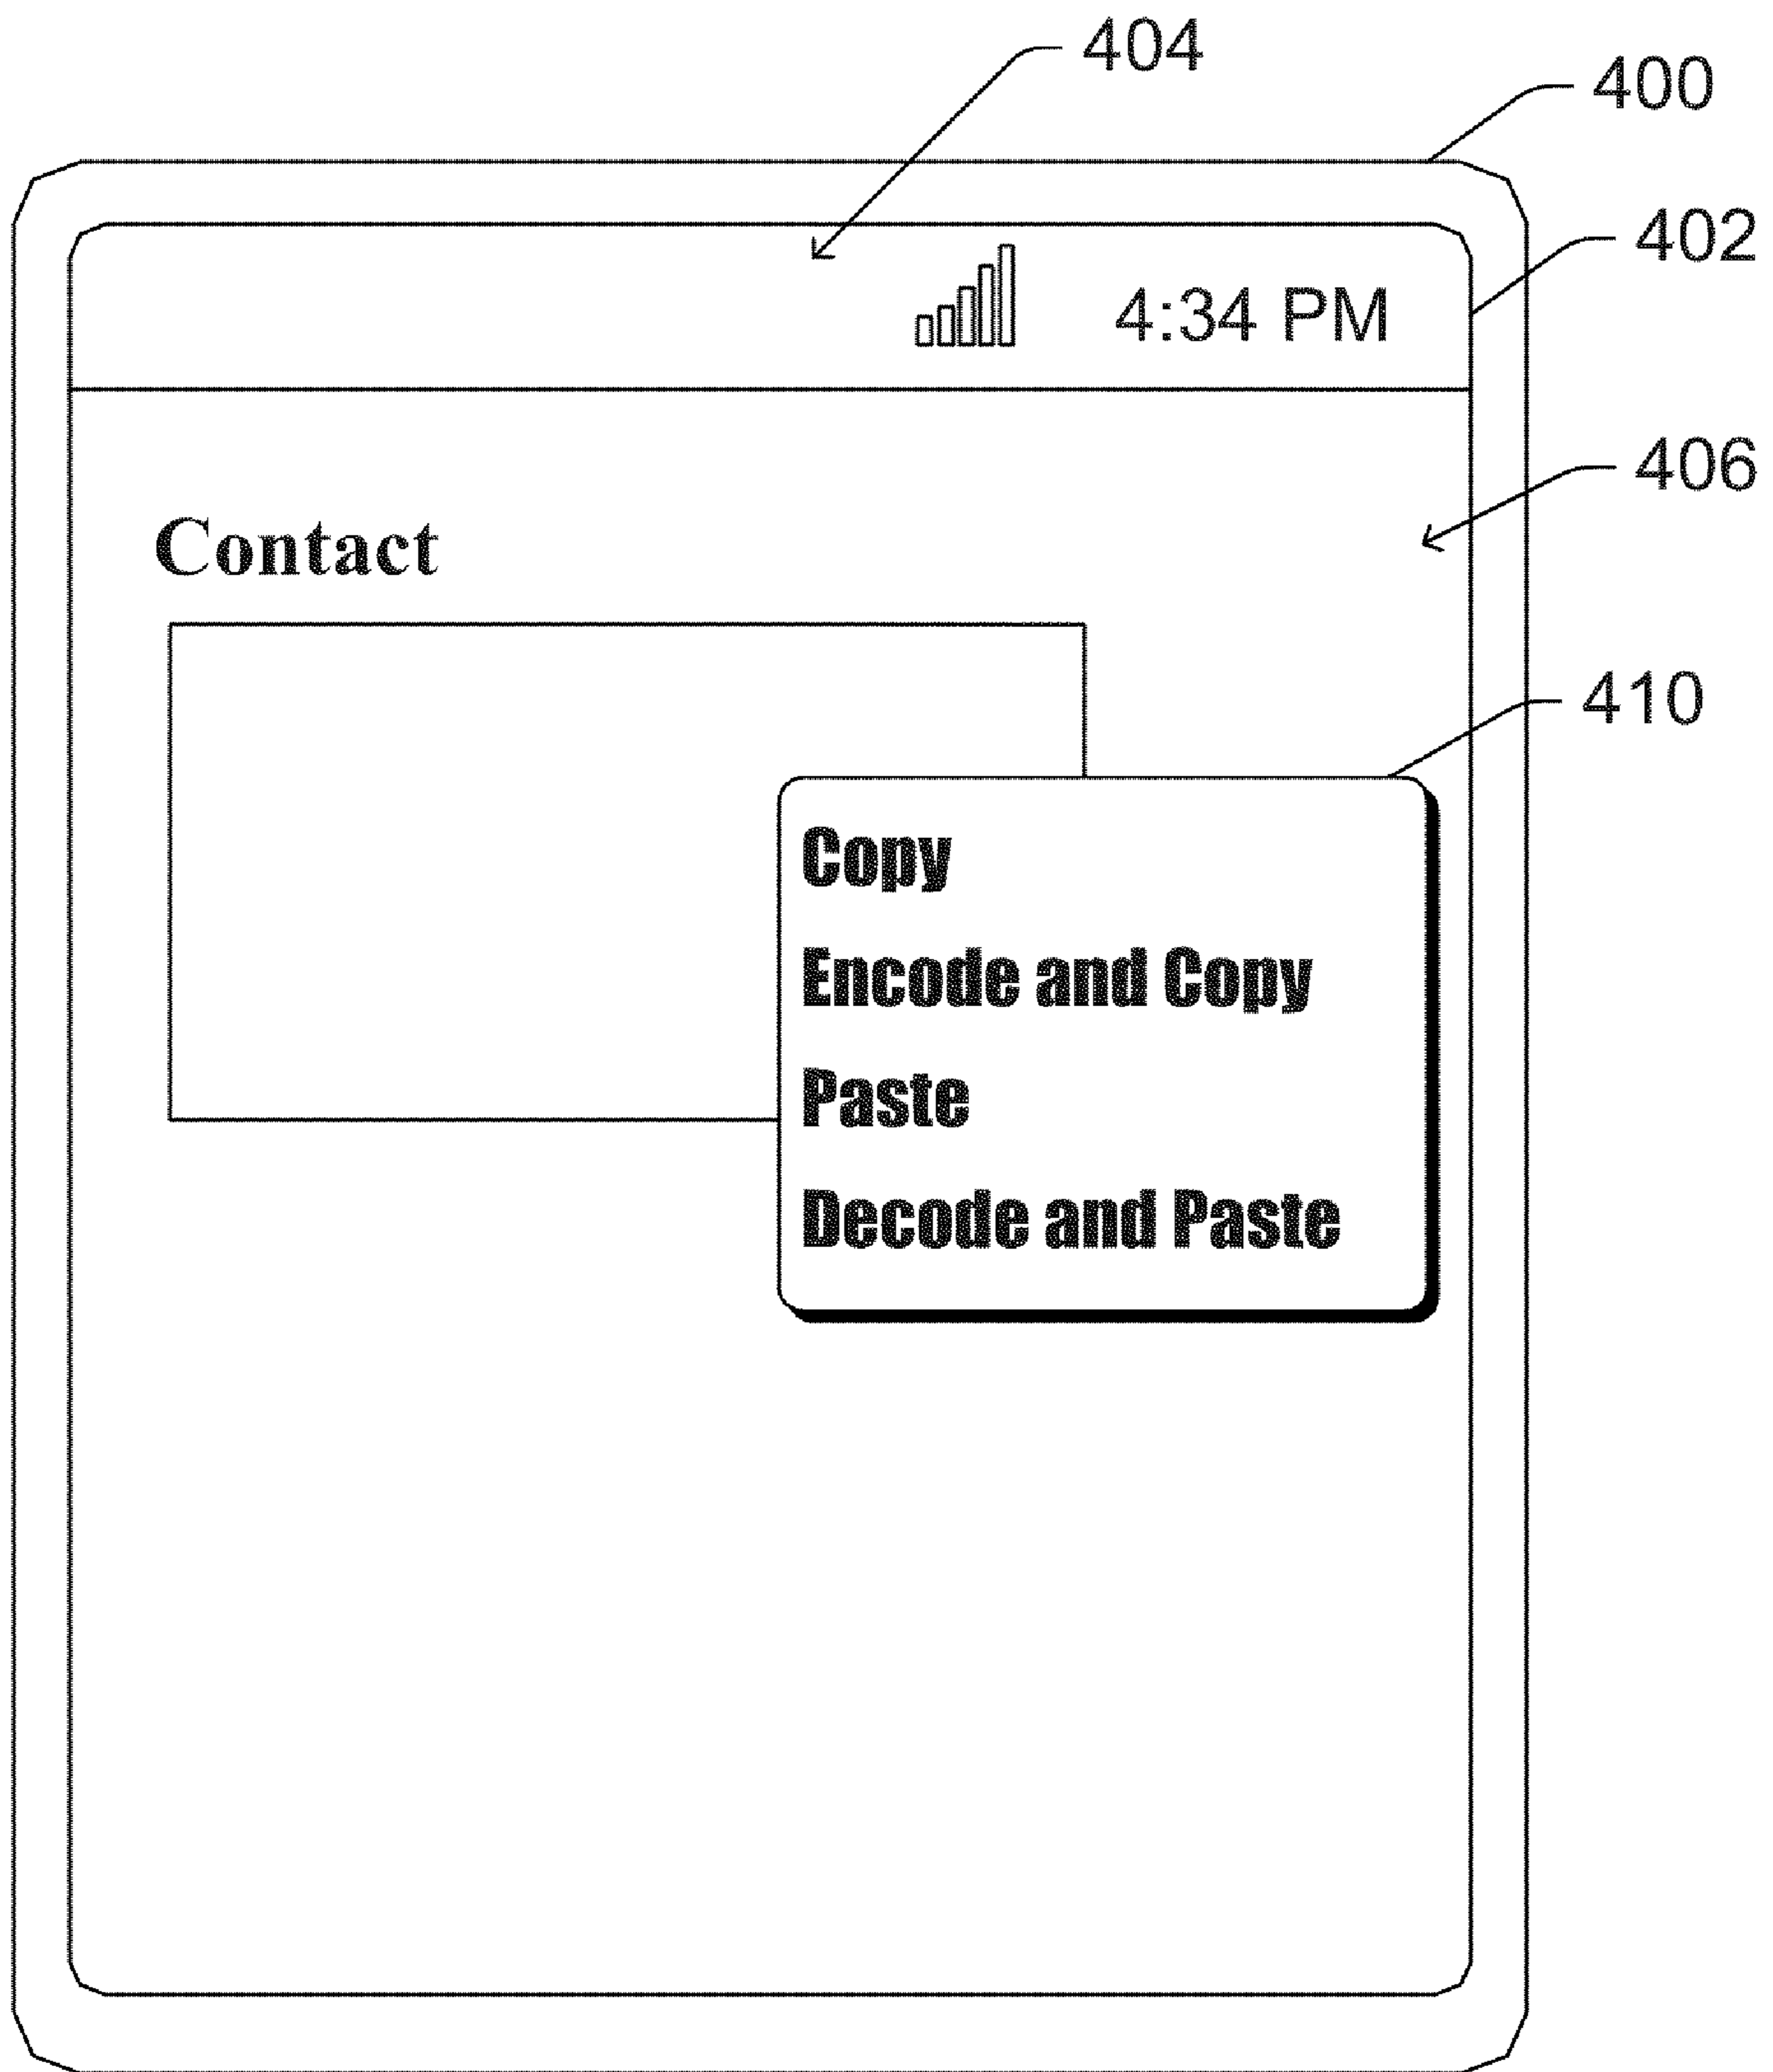 404
400
402
4:34 PM
406
Contact
410
Copy
Encode and Copy
Paste
Decode and Paste